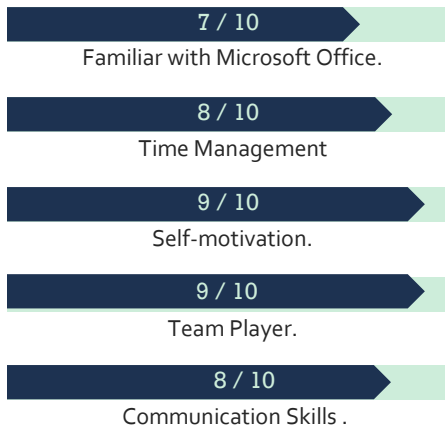 7 / 10
Familiar with Microsoft Office.
8 / 10
Time Management
9 / 10
Self-motivation.
9 / 10
Team Player.
8 / 10
Communication Skills .